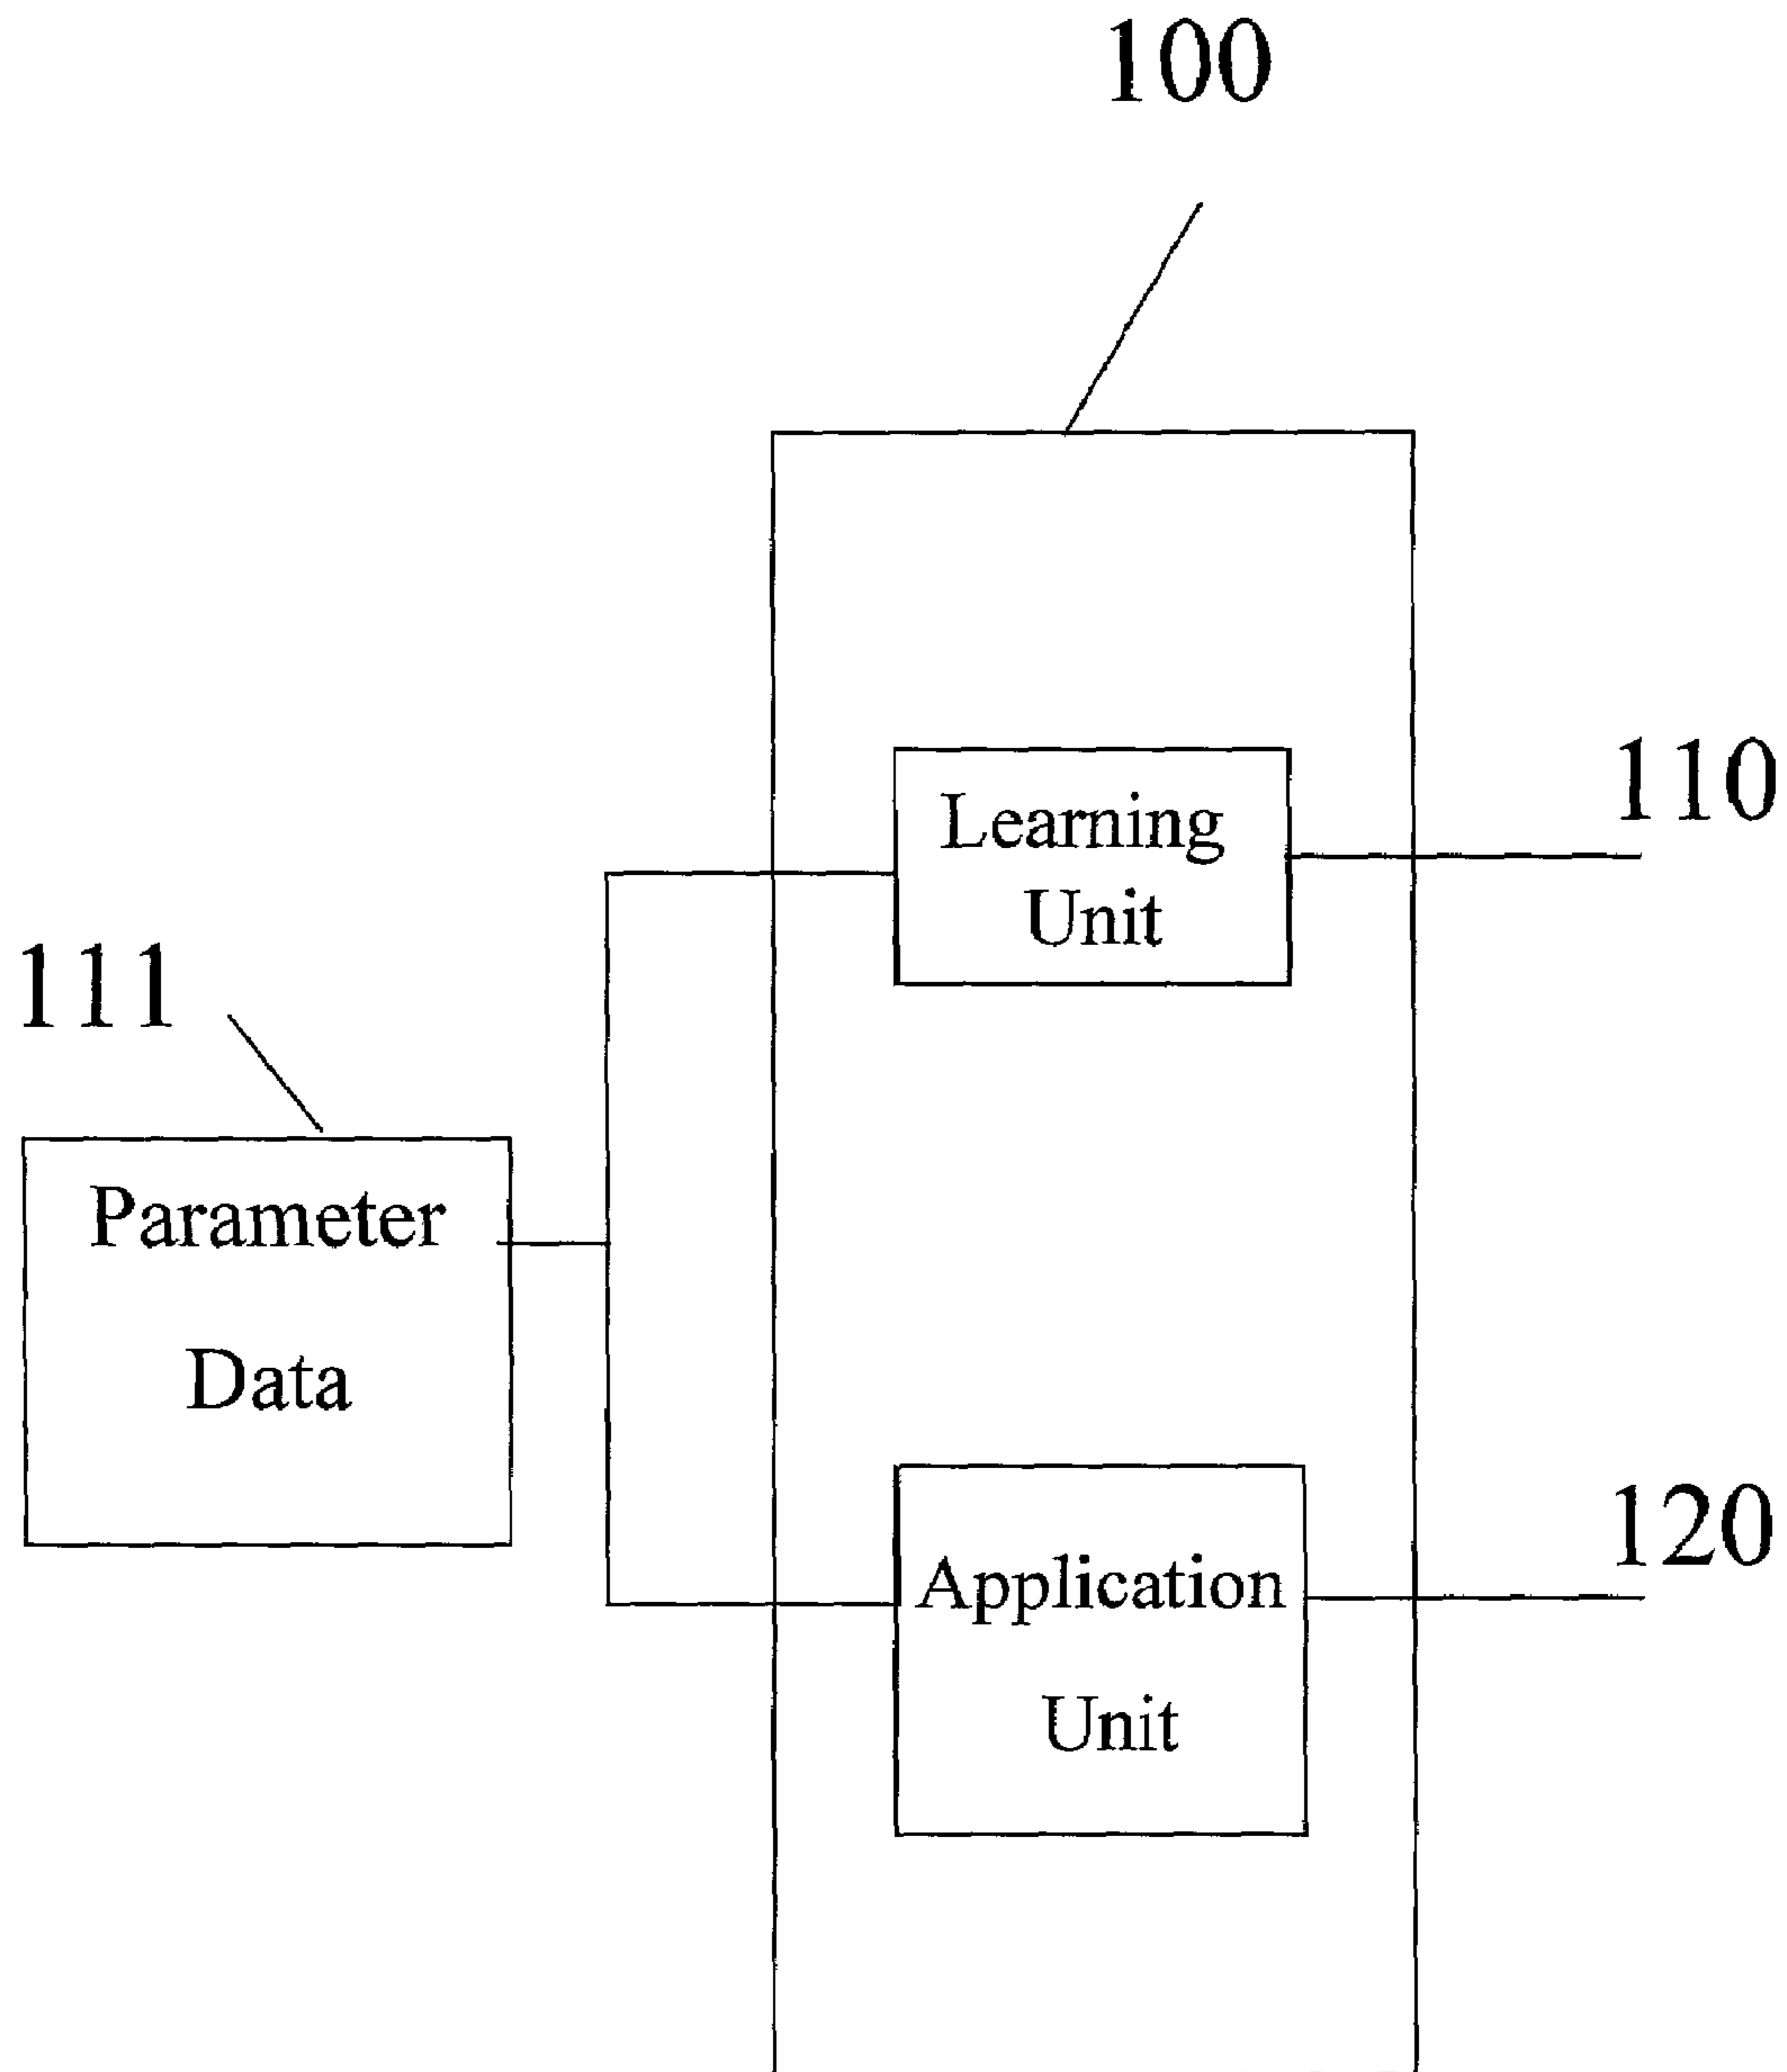 100
110
Learning
Unit
111
Parameter
Data
120
Application
Unit